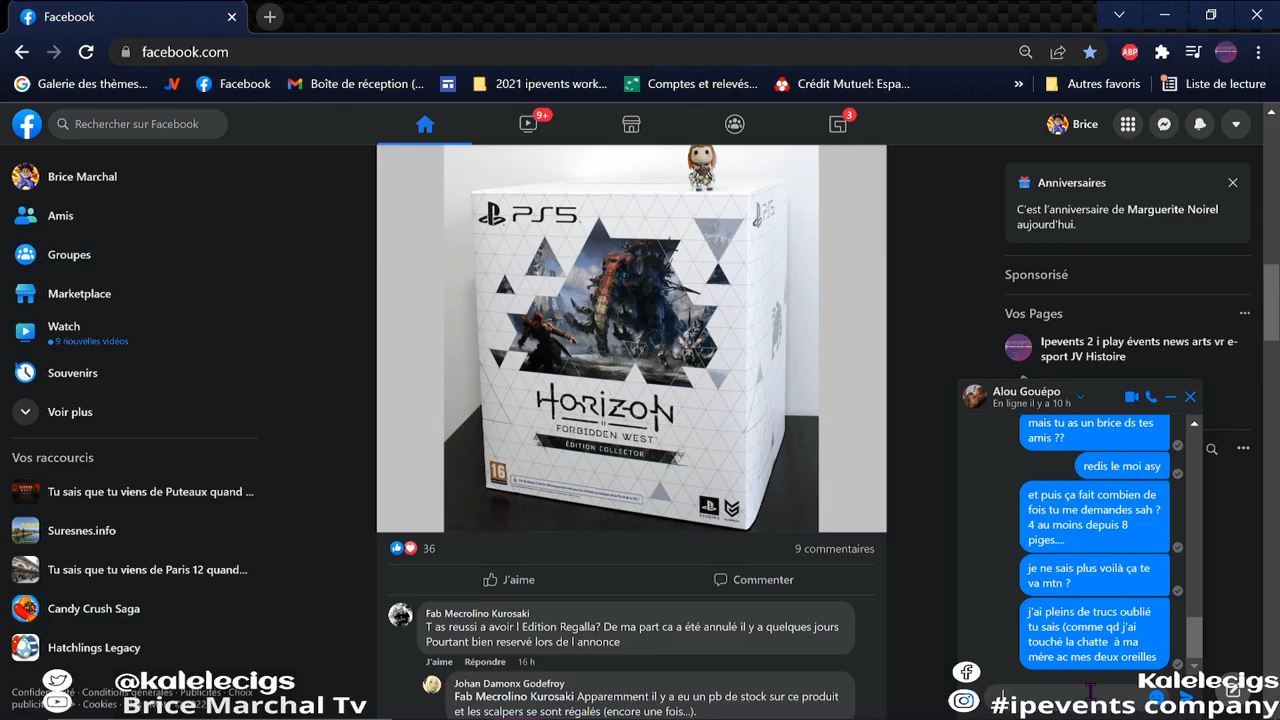 Facebook
facebook.com
Galerie des thèmes...
Facebook
Boîte de réception (...
2021 ipevents work...
Comptes et relevés,...
Crédit Mutuel: Espa...
»
Autres favoris
Liste de lecture
ABP
Rechercher sur Facebook
9+
3
Brice
Brice Marchal
Amis
Groupes
Marketplace
Watch
9 nouvelles vidéos
Souvenirs
Voir plus
Vos raccourcis
Tu sais que tu viens de Puteaux quand ...
Suresnes.info
Tu sais que tu viens de Paris 12 quand...
Candy Crush Saga
Hatchlings Legacy
Confidentialité · Conditions générales · Publicités · Choix
@kalelecigs
Brice Marchal Tv
PS5
PS5
HORIZON
FORBIDDEN WEST
ÉDITION COLLECTOR
16
36
9 commentaires
J'aime
Commenter
Fab Mecrolino Kurosaki
T as reussi a avoir l Edition Regalla? De ma part ca a été annulé il y a quelques jours
Pourtant bien reservé lors de l annonce
J'aime Répondre 16 h
Johan Damonx Godefroy
Fab Mecrolino Kurosaki Apparemment il y a eu un pb de stock sur ce produit
et les scalpers se sont régalés (encore une fois...).
Anniversaires
C'est l'anniversaire de Marguerite Noirel
aujourd'hui.
Sponsorisé
Vos Pages
Ipevents 2 i play évents news arts vr e-
sport JV Histoire
Alou Gouépo
En ligne il y a 10 h
mais tu as un brice ds tes
amis ??
redis le moi asy
et puis ça fait combien de
fois tu me demandes sah ?
4 au moins depuis 8
piges....
je ne sais plus voilà ça te
va mtn ?
j'ai pleins de trucs oublié
tu sais (comme qd j'ai
touché la chatte à ma
mère ac mes deux oreilles
Kalelecigs
#ipevents company